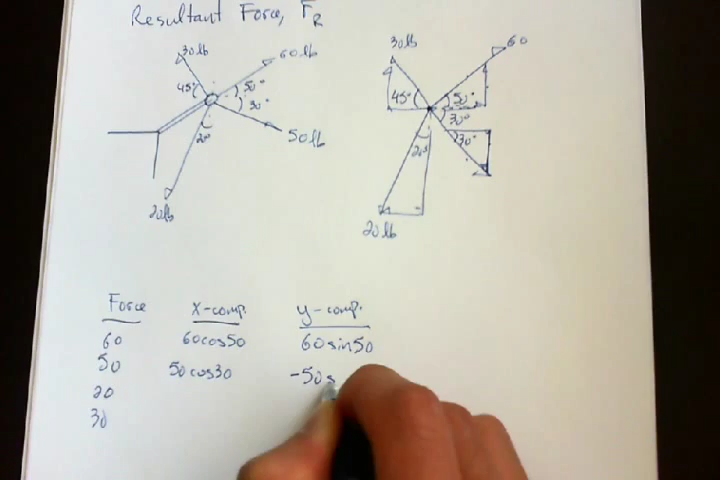 Resultant Force, F_R
30lb 60lb
45° 50°
30°
50lb
20°
20lb
30lb 60
45° 50°
30°
30°
20°
20lb
Force x-comp. y-comp.
60 60cos50 60sin50
50 50cos30 -50s
20
30